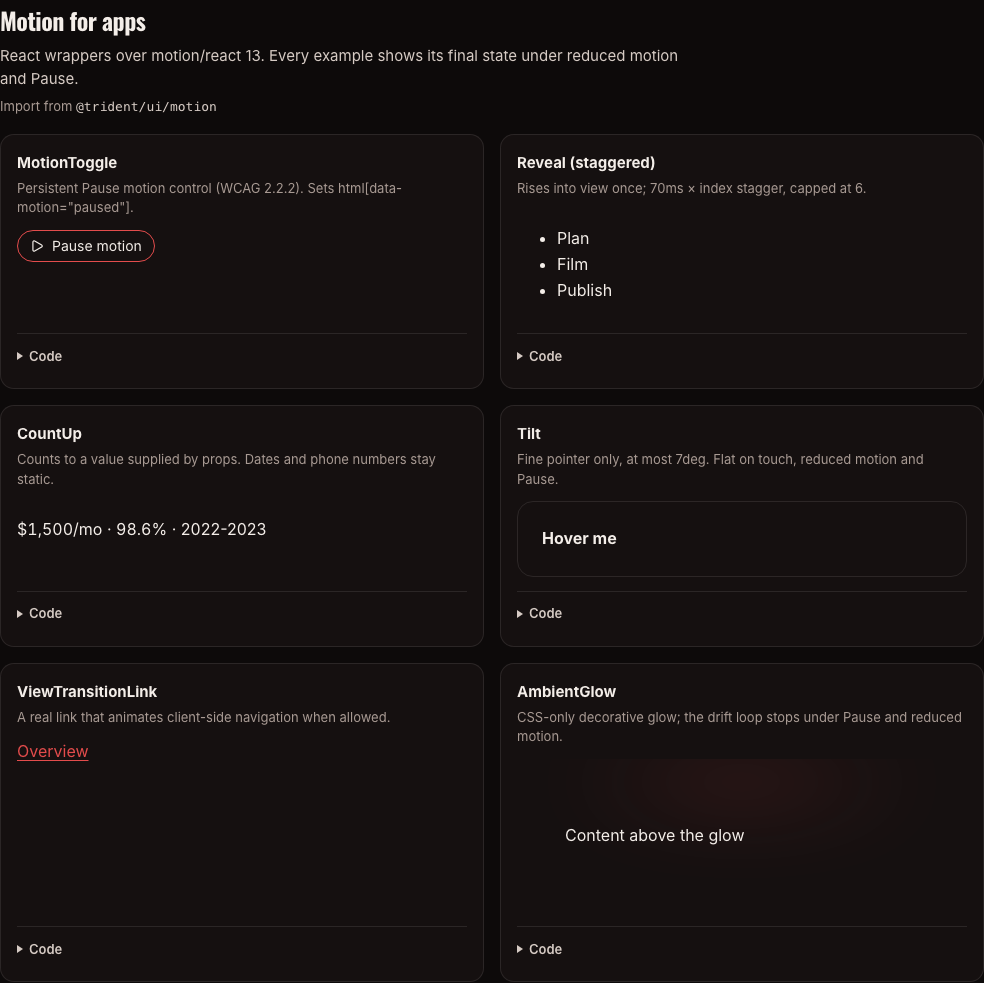 Motion for apps
React wrappers over motion/react 13. Every example shows its final state under reduced motion
and Pause.
Import from @trident/ui/motion
MotionToggle
Persistent Pause motion control (WCAG 2.2.2). Sets html[data-
motion="paused"].
Pause motion
Code
Reveal (staggered)
Rises into view once; 70ms × index stagger, capped at 6.
• Plan
• Film
• Publish
Code
CountUp
Counts to a value supplied by props. Dates and phone numbers stay
static.
$1,500/mo · 98.6% · 2022-2023
Code
Tilt
Fine pointer only, at most 7deg. Flat on touch, reduced motion and
Pause.
Hover me
Code
ViewTransitionLink
A real link that animates client-side navigation when allowed.
Overview
Code
AmbientGlow
CSS-only decorative glow; the drift loop stops under Pause and reduced
motion.
Content above the glow
Code